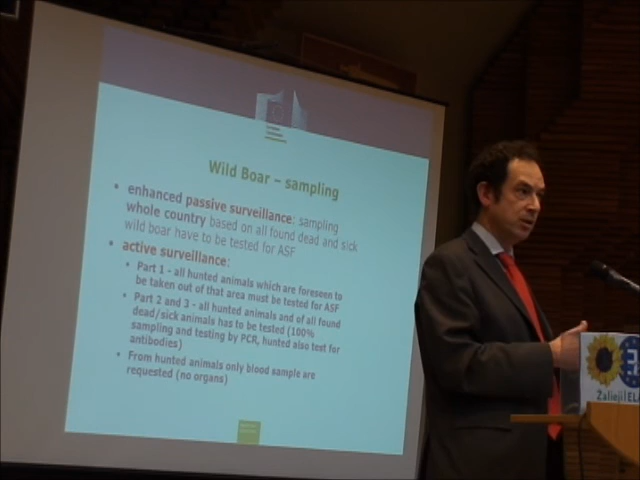 Wild Boar – sampling
• enhanced passive surveillance: sampling
whole country based on all found dead and sick
wild boar have to be tested for ASF
• active surveillance:
• Part 1 - all hunted animals which are foreseen to
be taken out of that area must be tested for ASF
• Part 2 and 3 - all hunted animals and of all found
dead/sick animals has to be tested (100%
sampling and testing by PCR, hunted also test for
antibodies)
• From hunted animals only blood sample are
requested (no organs)
Žalieji